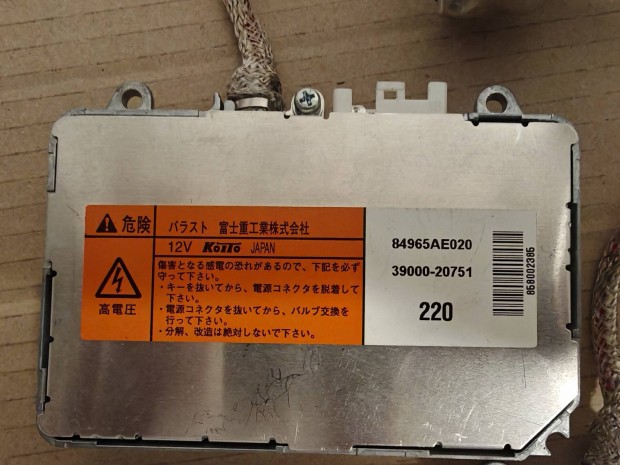 危険
バラスト 富士重工業株式会社
12V KOITO JAPAN
高電圧
傷害となる感電の恐れがあるので、下記を必ず
守って下さい。
・キーを抜いてから、電源コネクタを脱着して
下さい。
・電源コネクタを抜いてから、バルブ交換を
行って下さい。
・分解、改造は絶対しないで下さい。
84965AE020
39000-20751
220
868002385